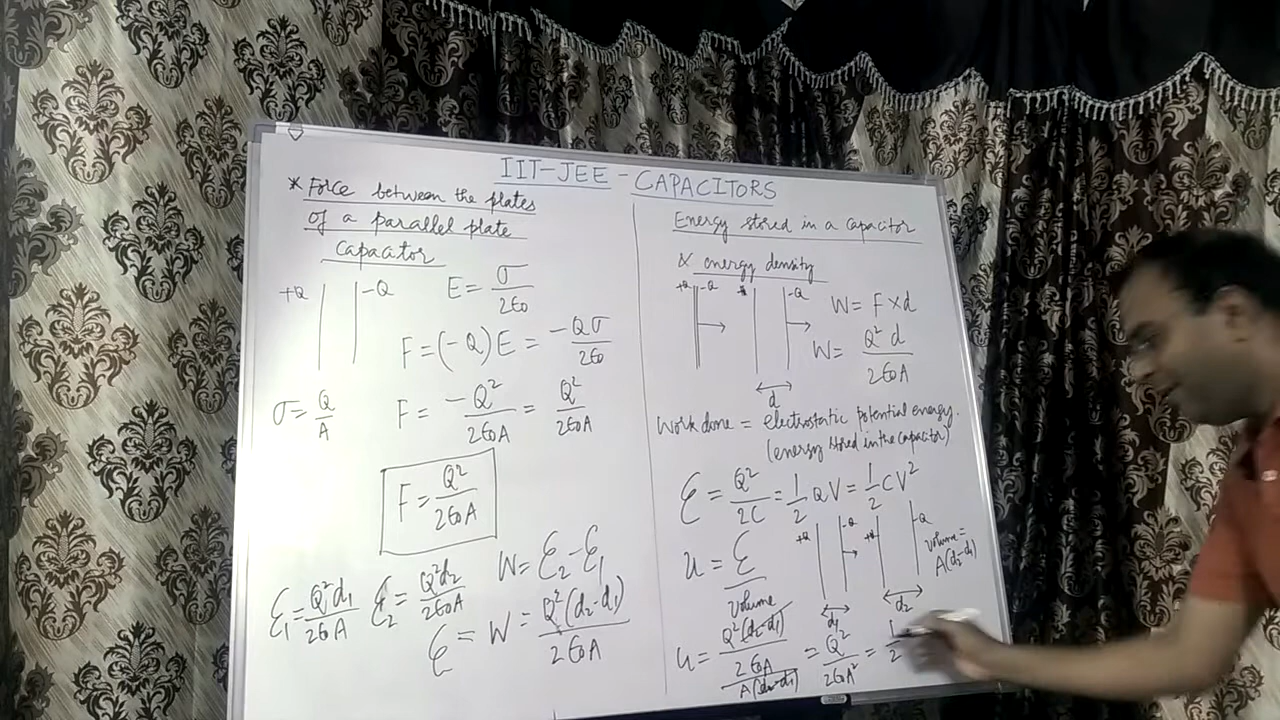 IIT-JEE - CAPACITORS
* Force between the plates
of a parallel plate
capacitor
+Q -Q
E = σ/2ε0
F = (-Q)E = -Qσ/2ε0
σ = Q/A
F = -Q²/2ε0A = Q²/2ε0A
F = Q²/2ε0A
W = ℰ2 - ℰ1
ℰ1 = Q²d1/2ε0A ℰ2 = Q²d2/2ε0A
ℰ = W = Q²(d2-d1)/2ε0A
Energy stored in a capacitor
& energy density
+Q -Q -Q
W = F×d
W = Q²d/2ε0A
d
Work done = electrostatic potential energy.
(energy stored in the capacitor)
ℰ = Q²/2C = 1/2 QV = 1/2 CV²
+Q -Q +Q -Q
volume =
A(d2-d1)
d1 d2
u = ℰ/Volume
u = Q²(d2-d1)/2ε0A/A(d2-d1) = Q²/2ε0A² = 1/2